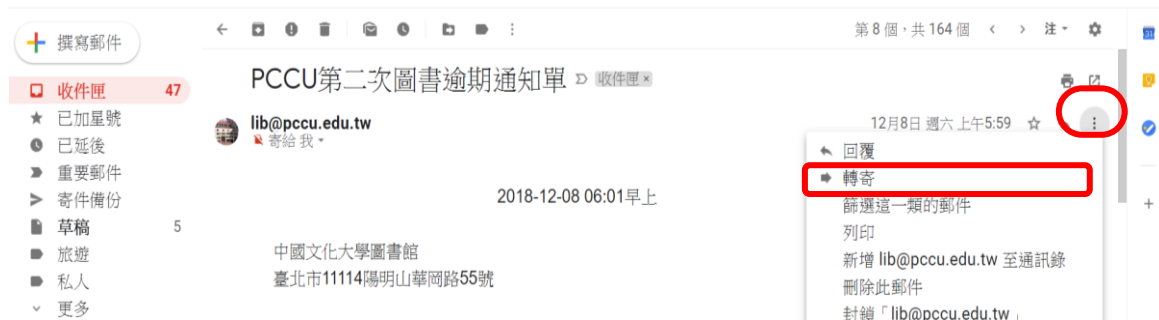 撰寫郵件
收件匣 47
已加星號
已延後
重要郵件
寄件備份
草稿 5
旅遊
私人
更多
第 8 個，共 164 個 注
PCCU第二次圖書逾期通知單 收件匣 ×
lib@pccu.edu.tw
寄給 我
12月8日 週六 上午5:59
2018-12-08 06:01早上
中國文化大學圖書館
臺北市11114陽明山華岡路55號
回覆
轉寄
篩選這一類的郵件
列印
新增 lib@pccu.edu.tw 至通訊錄
刪除此郵件
封鎖「lib@pccu.edu.tw」
31